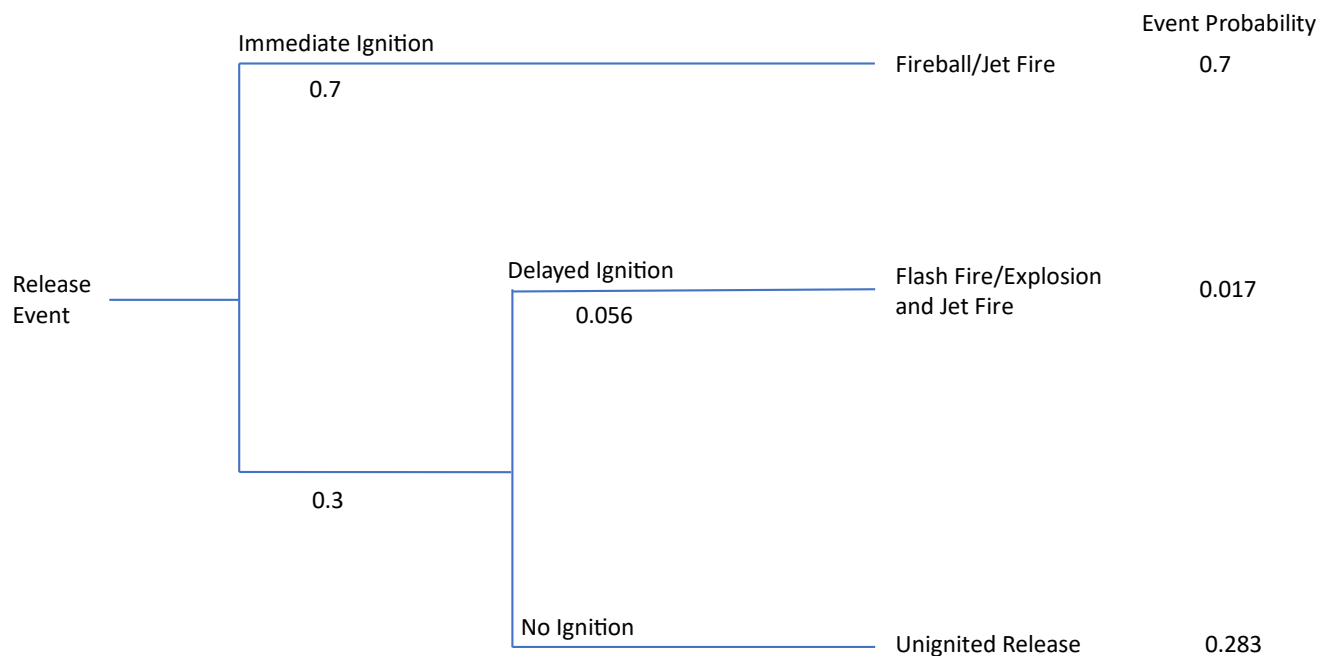 Event Probability
Immediate Ignition
Fireball/Jet Fire
0.7
0.7
Delayed Ignition
Release
Event
Flash Fire/Explosion
and Jet Fire
0.017
0.056
0.3
No Ignition
Unignited Release
0.283